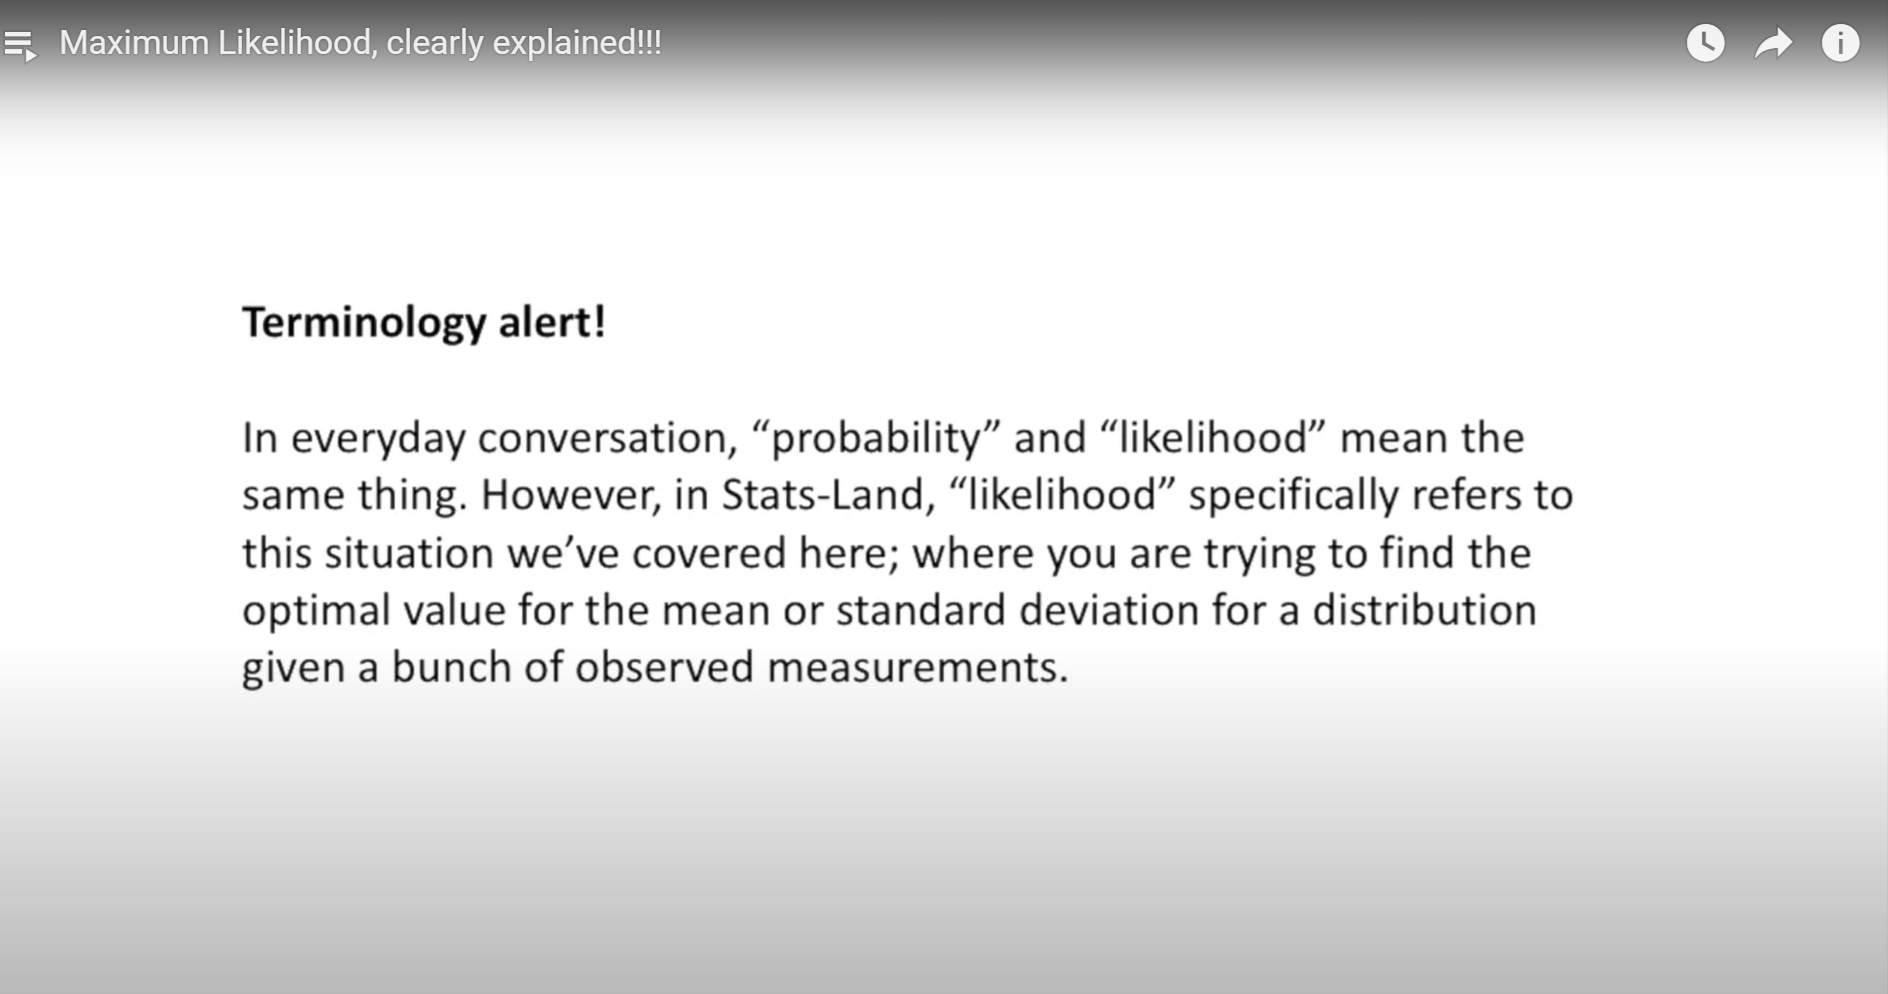 Maximum Likelihood, clearly explained!!!
Terminology alert!
In everyday conversation, “probability” and “likelihood” mean the
same thing. However, in Stats-Land, “likelihood” specifically refers to
this situation we’ve covered here; where you are trying to find the
optimal value for the mean or standard deviation for a distribution
given a bunch of observed measurements.